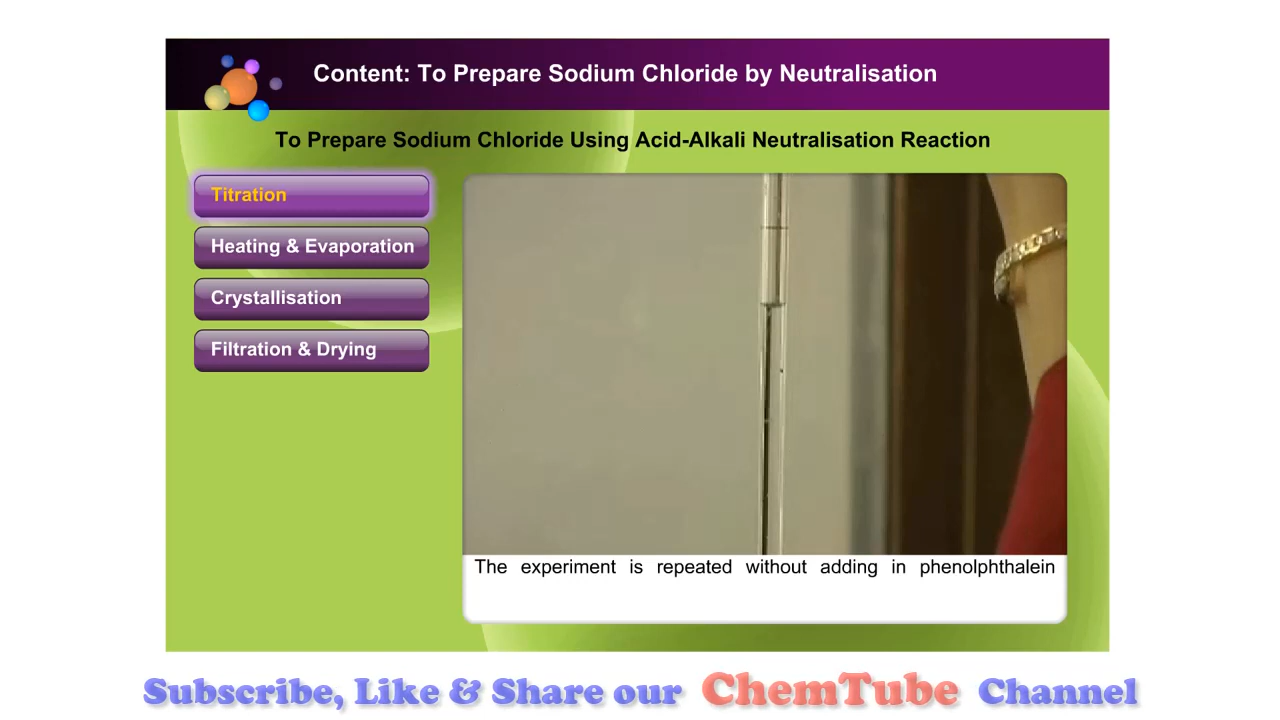 Content: To Prepare Sodium Chloride by Neutralisation
To Prepare Sodium Chloride Using Acid-Alkali Neutralisation Reaction
Titration
Heating & Evaporation
Crystallisation
Filtration & Drying
The experiment is repeated without adding in phenolphthalein
Subscribe, Like & Share our ChemTube Channel